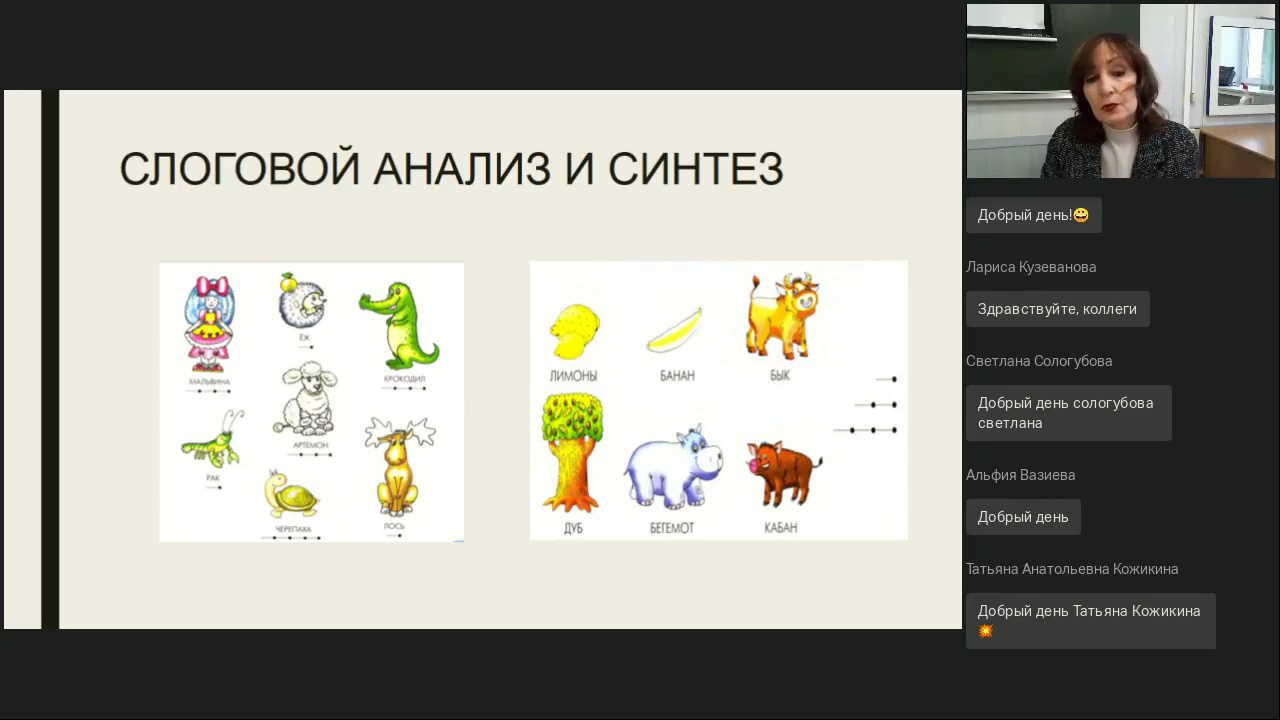 СЛОГОВОЙ АНАЛИЗ И СИНТЕЗ
МАЛЬВИНА
ЁЖ
КРОКОДИЛ
АРТЕМОН
РАК
ЧЕРЕПАХА
ЛОСЬ
ЛИМОНЫ
БАНАН
БЫК
ДУБ
БЕГЕМОТ
КАБАН
Добрый день!😀
Лариса Кузеванова
Здравствуйте, коллеги
Светлана Сологубова
Добрый день сологубова
светлана
Альфия Вазиева
Добрый день
Татьяна Анатольевна Кожикина
Добрый день Татьяна Кожикина
💥